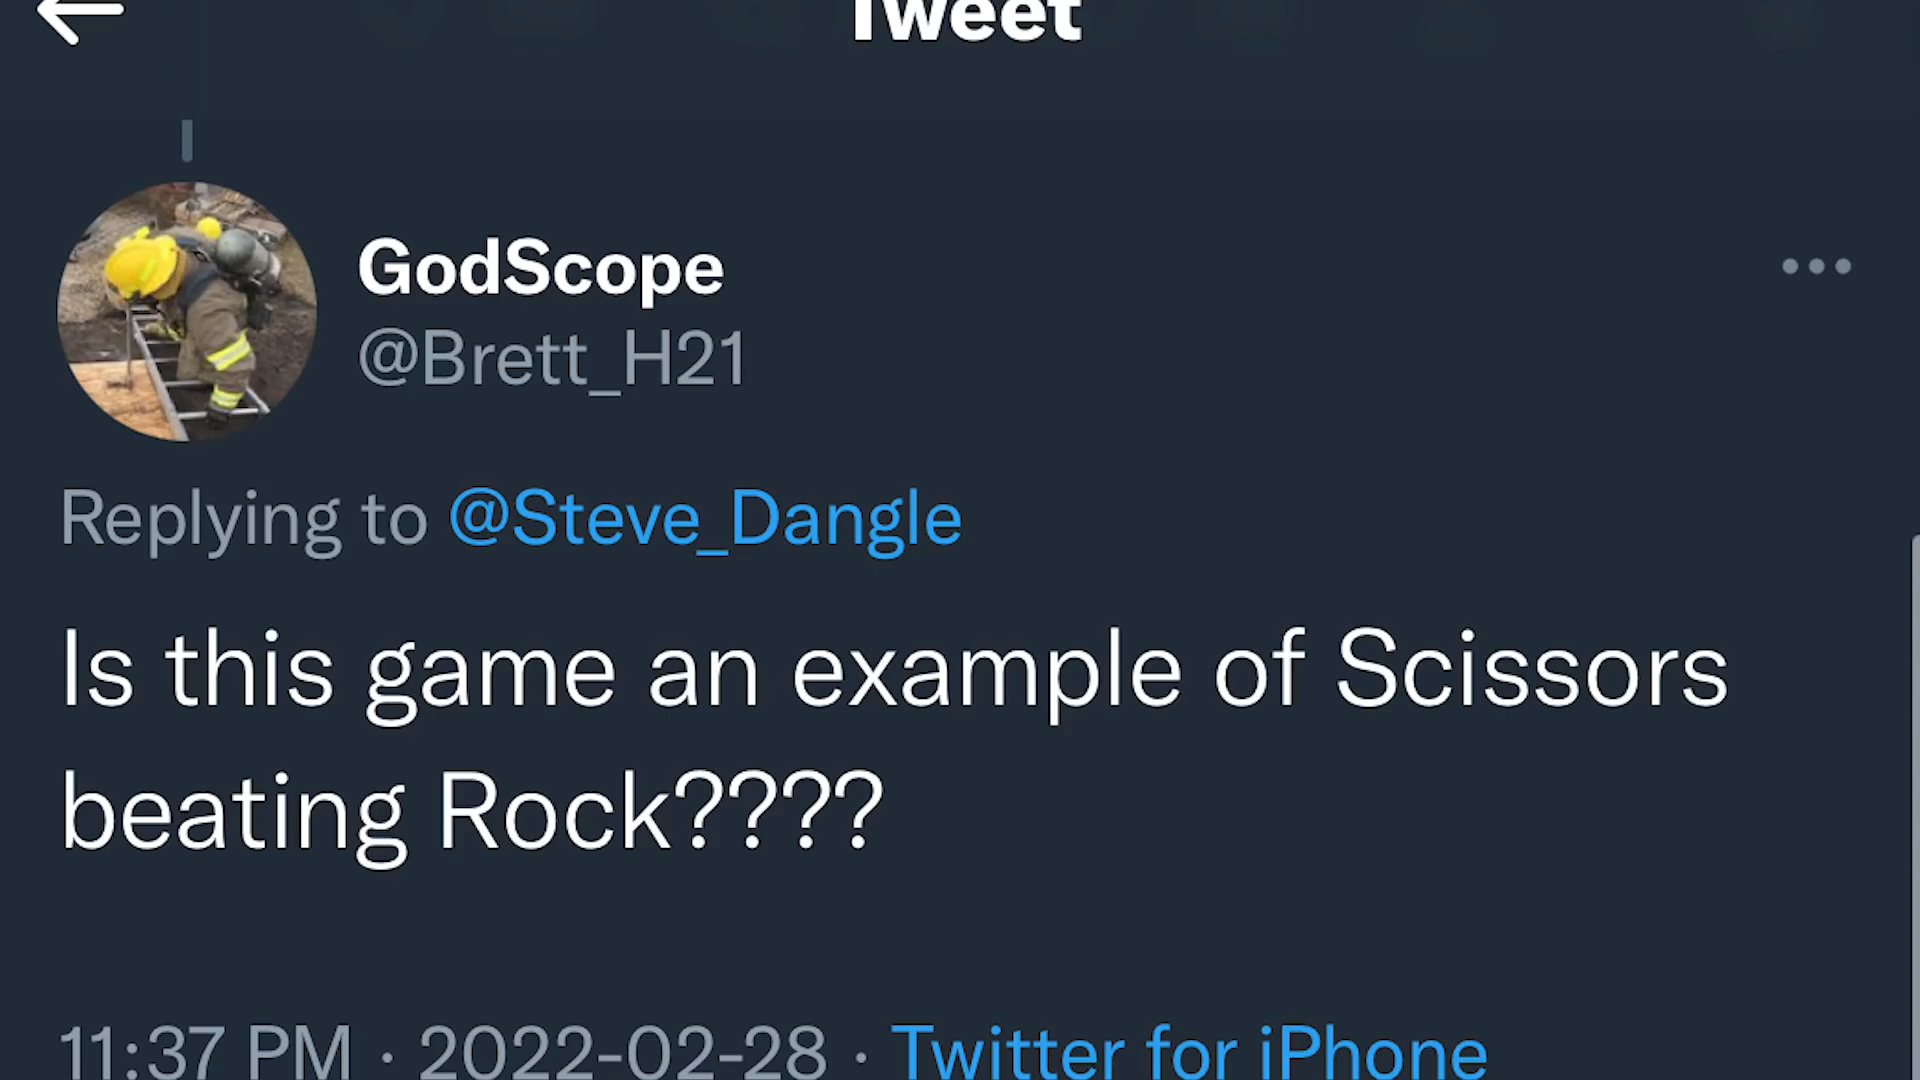 Tweet
GodScope
@Brett_H21
Replying to @Steve_Dangle
Is this game an example of Scissors
beating Rock????
11:37 PM · 2022-02-28 · Twitter for iPhone